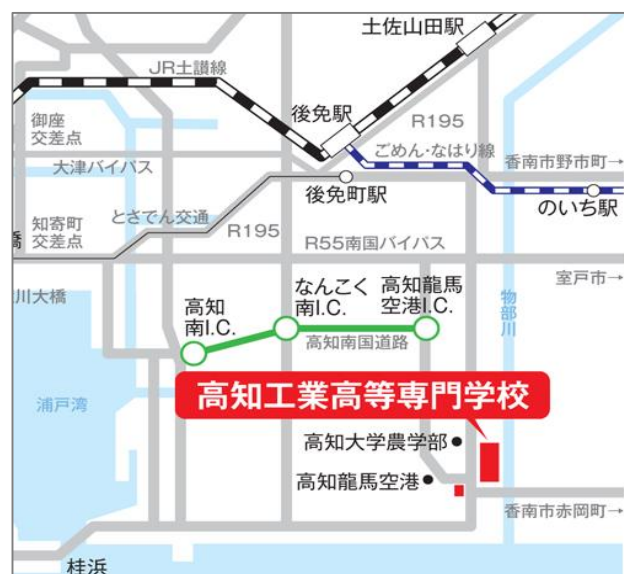 土佐山田駅
JR土讃線
後免駅
R195
御座
交差点
ごめん・なはり線
香南市野市町→
大津バイパス
後免町駅
のいち駅
とさでん交通
知寄町
交差点
R195
R55南国バイパス
橋
川大橋
室戸市→
高知
南I.C.
なんこく
南I.C.
高知龍馬
空港I.C.
物部川
高知南国道路
高知工業高等専門学校
浦戸湾
高知大学農学部
高知龍馬空港
香南市赤岡町→
桂浜